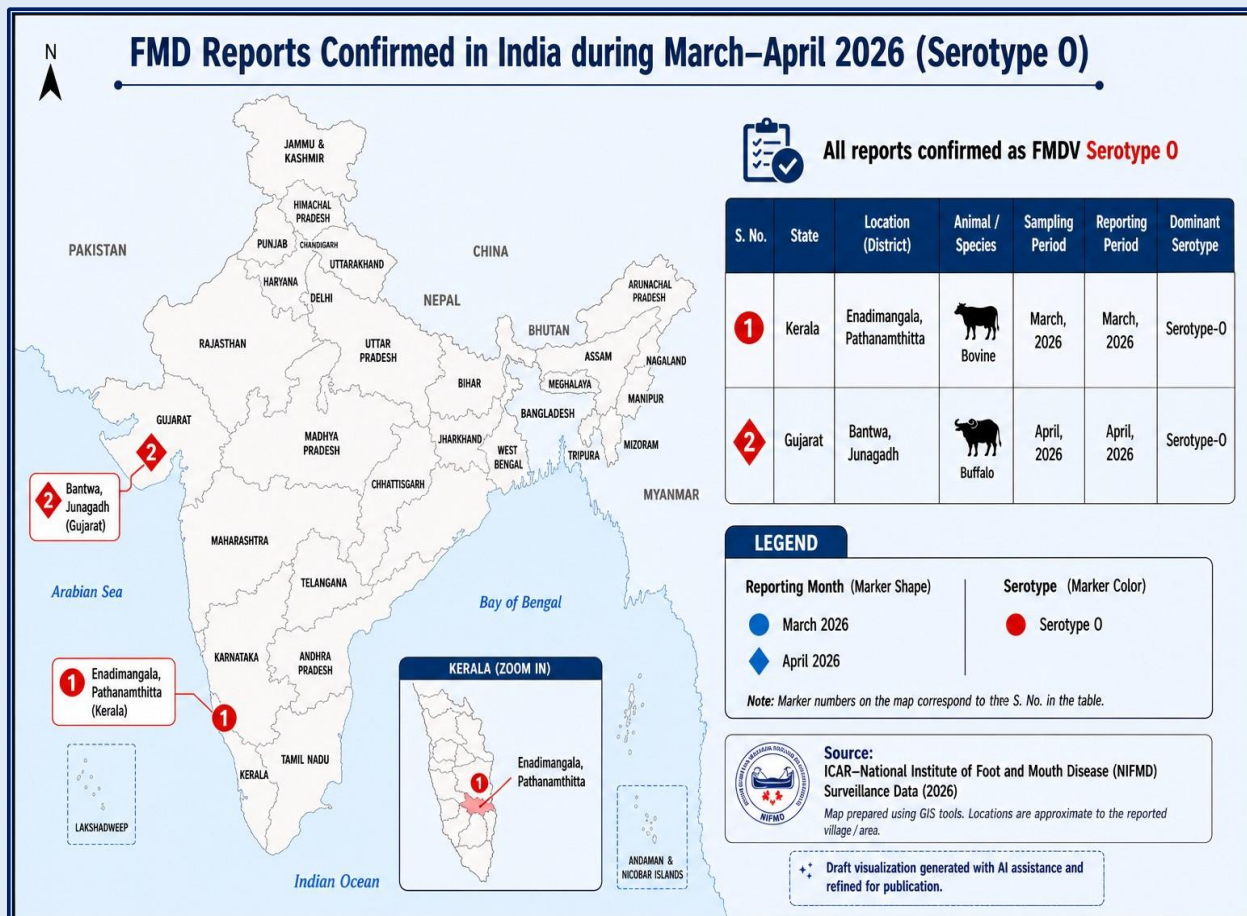 FMD Reports Confirmed in India during March–April 2026 (Serotype O)
N
JAMMU &
KASHMIR
HIMACHAL
PRADESH
PUNJAB
CHANDIGARH
UTTARAKHAND
HARYANA
DELHI
PAKISTAN
CHINA
NEPAL
BHUTAN
ARUNACHAL
PRADESH
RAJASTHAN
UTTAR
PRADESH
ASSAM
NAGALAND
BIHAR
MEGHALAYA
MANIPUR
BANGLADESH
GUJARAT
MADHYA
PRADESH
JHARKHAND
WEST
BENGAL
TRIPURA
MIZORAM
2
CHHATTISGARH
MYANMAR
2
Bantwa,
Junagadh
(Gujarat)
MAHARASHTRA
TELANGANA
Arabian Sea
Bay of Bengal
KARNATAKA
ANDHRA
PRADESH
1
Enadimangala,
Pathanamthitta
(Kerala)
1
TAMIL NADU
KERALA
LAKSHADWEEP
Indian Ocean
KERALA (ZOOM IN)
1
Enadimangala,
Pathanamthitta
ANDAMAN &
NICOBAR ISLANDS
All reports confirmed as FMDV Serotype O
S. No. State Location (District) Animal / Species Sampling Period Reporting Period Dominant Serotype
1 Kerala Enadimangala, Pathanamthitta Bovine March, 2026 March, 2026 Serotype-O
2 Gujarat Bantwa, Junagadh Buffalo April, 2026 April, 2026 Serotype-O
LEGEND
Reporting Month (Marker Shape)
March 2026
April 2026
Serotype (Marker Color)
Serotype O
Note: Marker numbers on the map correspond to thre S. No. in the table.
NIFMD
Source:
ICAR–National Institute of Foot and Mouth Disease (NIFMD)
Surveillance Data (2026)
Map prepared using GIS tools. Locations are approximate to the reported
village / area.
Draft visualization generated with AI assistance and
refined for publication.